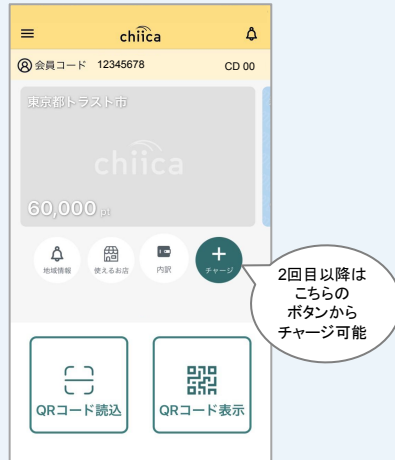 chiica
会員コード 12345678 CD 00
東京都トラスト市
chiica
60,000 pt
地域情報 使えるお店 内訳 チャージ
2回目以降は
こちらの
ボタンから
チャージ可能
QRコード読込 QRコード表示